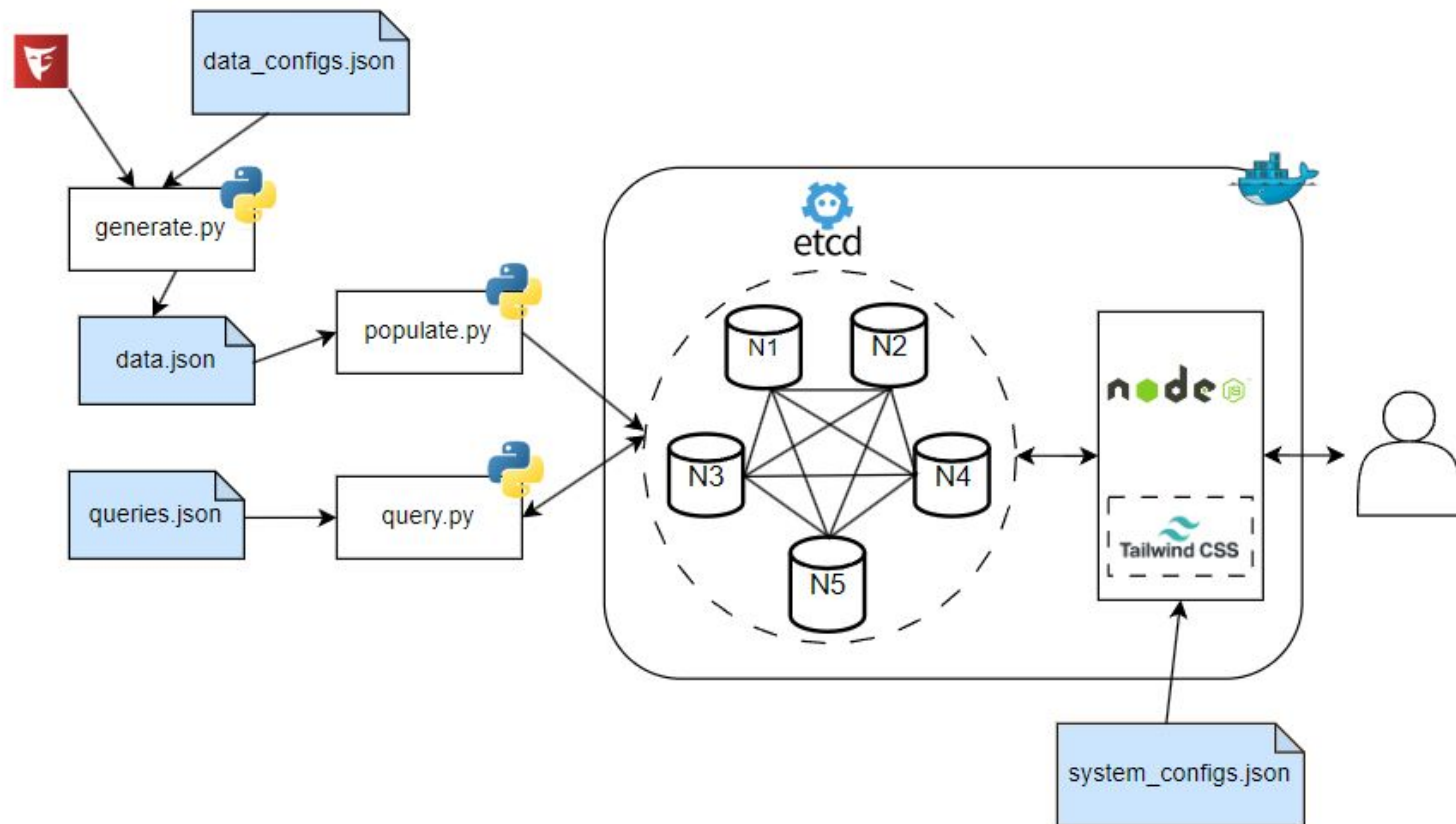 data_configs.json
generate.py
etcd
data.json
populate.py
N1
N2
node
JS
N3
N4
queries.json
query.py
Tailwind CSS
N5
system_configs.json